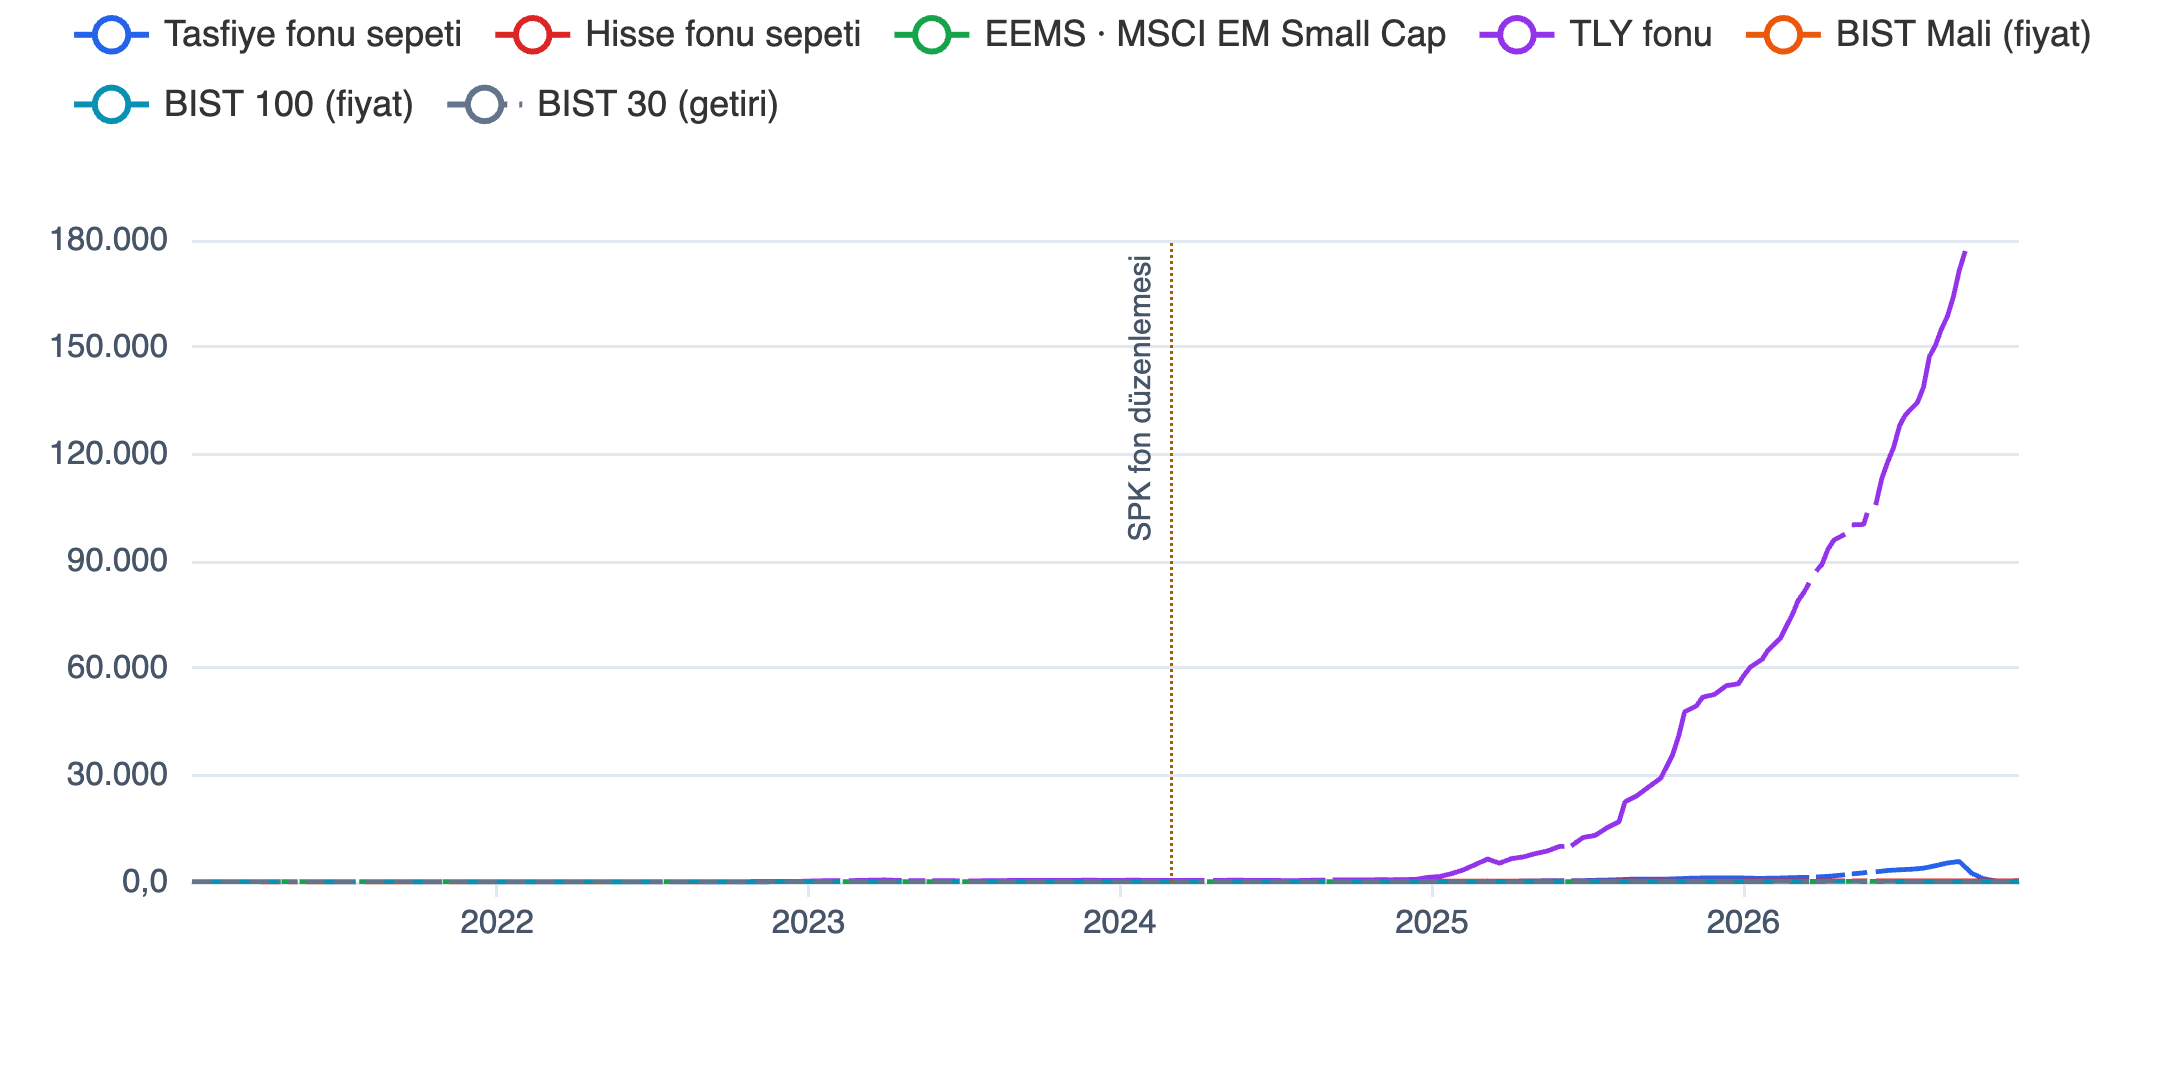 Tasfiye fonu sepeti Hisse fonu sepeti EEMS · MSCI EM Small Cap TLY fonu BIST Mali (fiyat)
BIST 100 (fiyat) BIST 30 (getiri)
180.000
150.000
120.000
90.000
60.000
30.000
0,0
SPK fon düzenlemesi
2022 2023 2024 2025 2026